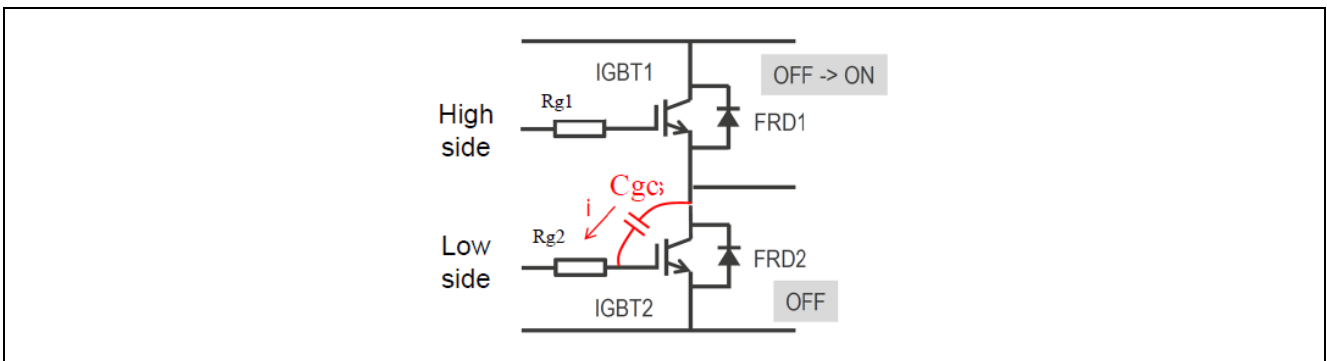 IGBT1
OFF -> ON
High
side
Rg1
FRD1
Cgc
i
Low
side
Rg2
FRD2
IGBT2
OFF